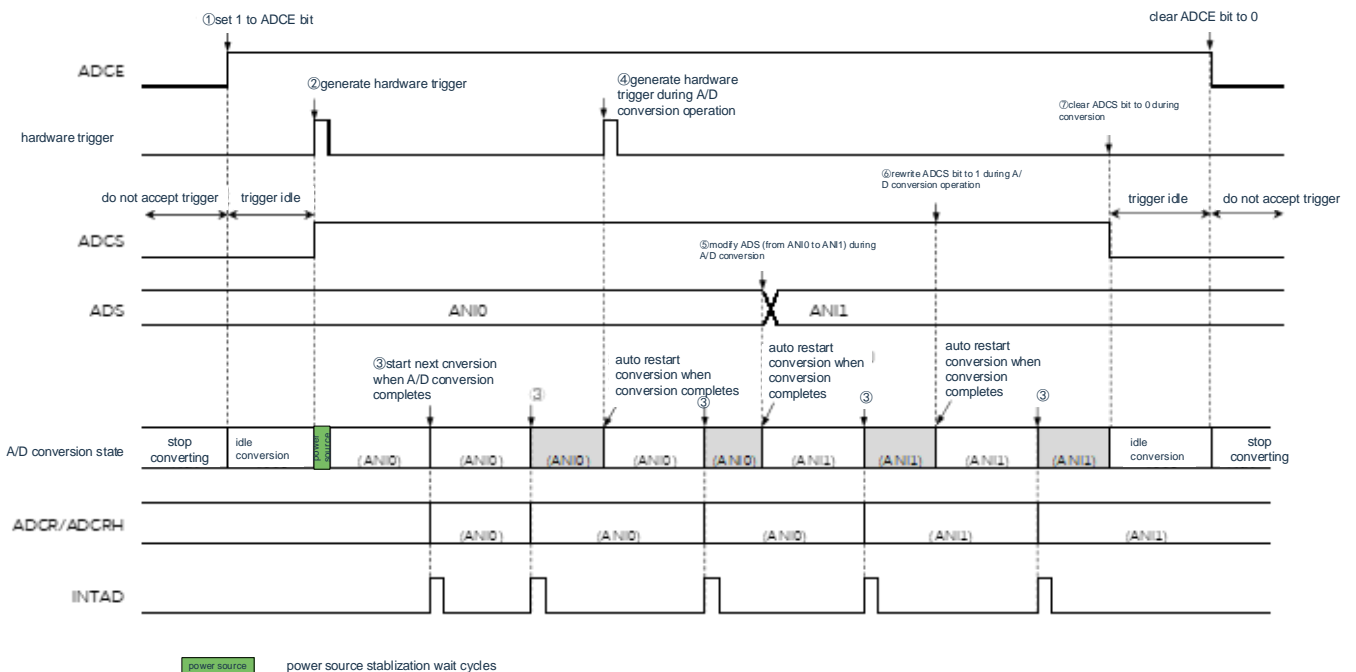 ①set 1 to ADCE bit
clear ADCE bit to 0
ADCE
②generate hardware trigger
④generate hardware
trigger during A/D
conversion operation
⑦clear ADCS bit to 0 during
conversion
hardware trigger
⑥rewrite ADCS bit to 1 during A/
D conversion operation
do not accept trigger
trigger idle
trigger idle
do not accept trigger
ADCS
⑤modify ADS (from ANI0 to ANI1) during
A/D conversion
ADS
ANI0
ANI1
③start next cnversion
when A/D conversion
completes
③
auto restart
conversion when
conversion completes
③
auto restart
conversion when
conversion
completes
③
auto restart
conversion when
conversion
completes
③
A/D conversion state
stop
converting
idle
conversion
power
source
(ANI0)
(ANI0)
(ANI0)
(ANI0)
(ANI0)
(ANI1)
(ANI1)
(ANI1)
(ANI1)
idle
conversion
stop
converting
ADCR/ADCRH
(ANI0)
(ANI0)
(ANI0)
(ANI1)
(ANI1)
INTAD
power source
power source stablization wait cycles